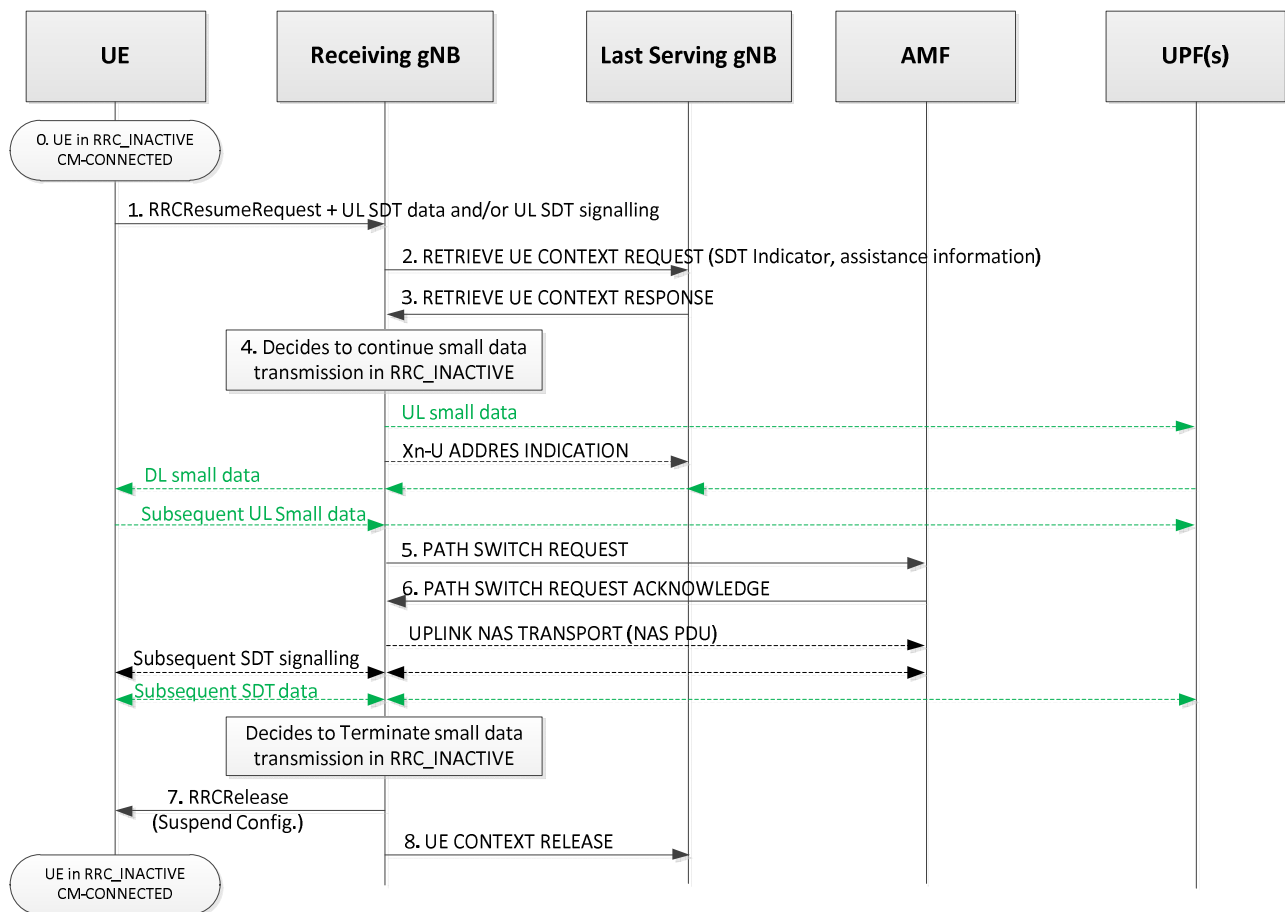 UE
Receiving gNB
Last Serving gNB
AMF
UPF(s)
0. UE in RRC_INACTIVE
CM-CONNECTED
1. RRCResumeRequest + UL SDT data and/or UL SDT signalling
2. RETRIEVE UE CONTEXT REQUEST (SDT Indicator, assistance information)
3. RETRIEVE UE CONTEXT RESPONSE
4. Decides to continue small data
transmission in RRC_INACTIVE
UL small data
Xn-U ADDRES INDICATION
DL small data
Subsequent UL Small data
5. PATH SWITCH REQUEST
6. PATH SWITCH REQUEST ACKNOWLEDGE
UPLINK NAS TRANSPORT (NAS PDU)
Subsequent SDT signalling
Subsequent SDT data
Decides to Terminate small data
transmission in RRC_INACTIVE
7. RRCRelease
(Suspend Config.)
8. UE CONTEXT RELEASE
UE in RRC_INACTIVE
CM-CONNECTED